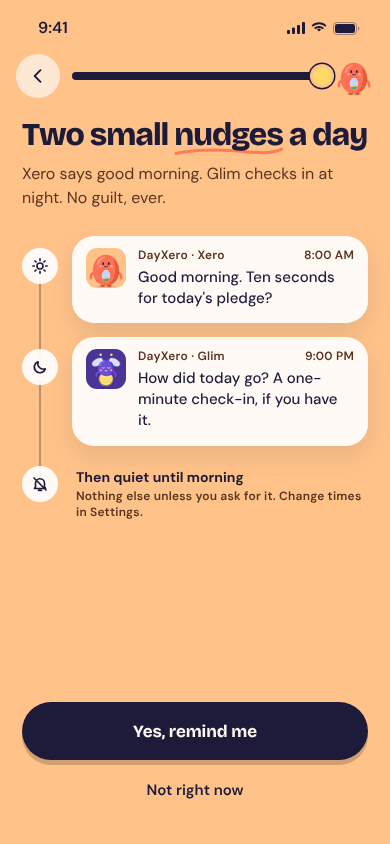 9:41
Two small nudges a day
Xero says good morning. Glim checks in at
night. No guilt, ever.
DayXero · Xero 8:00 AM
Good morning. Ten seconds
for today's pledge?
DayXero · Glim 9:00 PM
How did today go? A one-
minute check-in, if you have
it.
Then quiet until morning
Nothing else unless you ask for it. Change times
in Settings.
Yes, remind me
Not right now